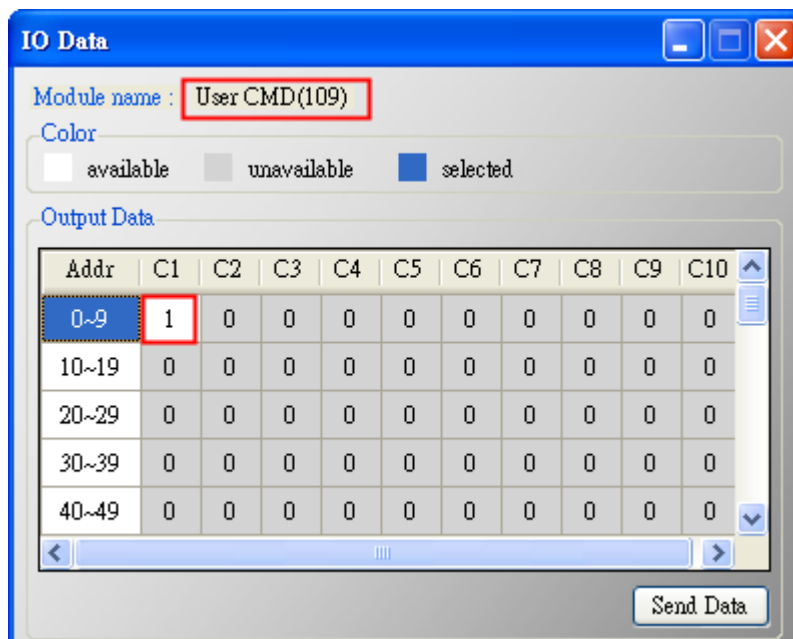 IO Data
Module name : User CMD(109)
Color
available unavailable selected
Output Data
Addr C1 C2 C3 C4 C5 C6 C7 C8 C9 C10
0~9 1 0 0 0 0 0 0 0 0 0
10~19 0 0 0 0 0 0 0 0 0 0
20~29 0 0 0 0 0 0 0 0 0 0
30~39 0 0 0 0 0 0 0 0 0 0
40~49 0 0 0 0 0 0 0 0 0 0
Send Data